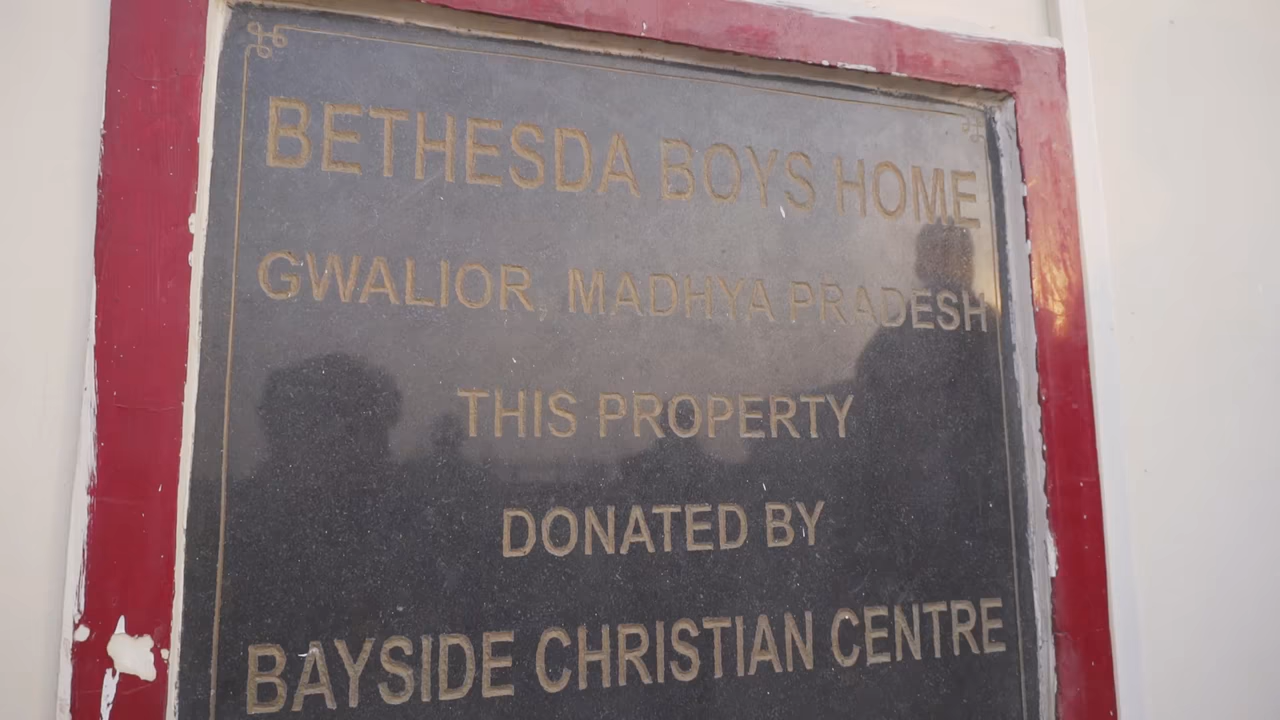 BETHESDA BOYS HOME
GWALIOR, MADHYA PRADESH
THIS PROPERTY
DONATED BY
BAYSIDE CHRISTIAN CENTRE